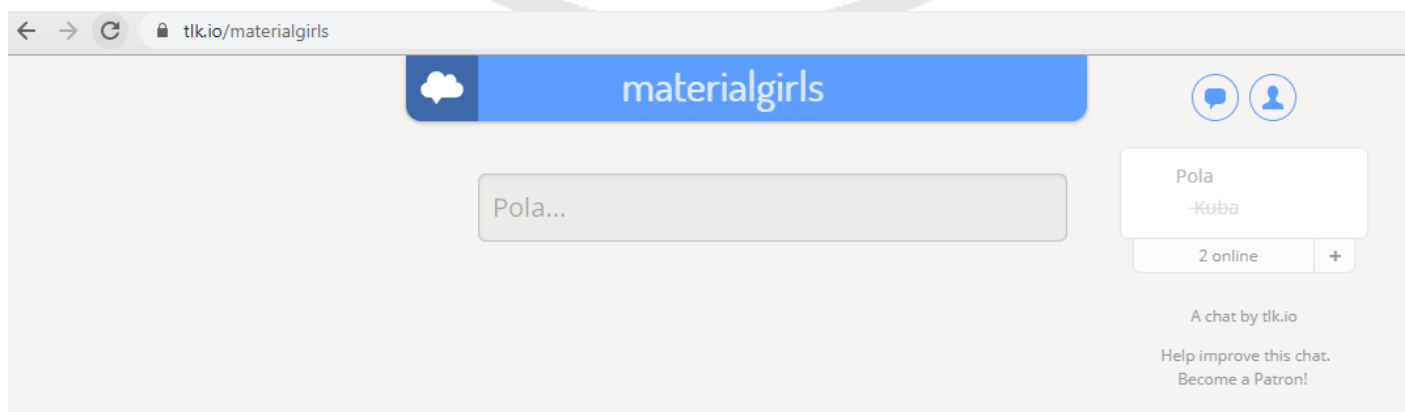 tlk.io/materialgirls
materialgirls
Pola...
Pola
Kuba
2 online +
A chat by tlk.io
Help improve this chat.
Become a Patron!